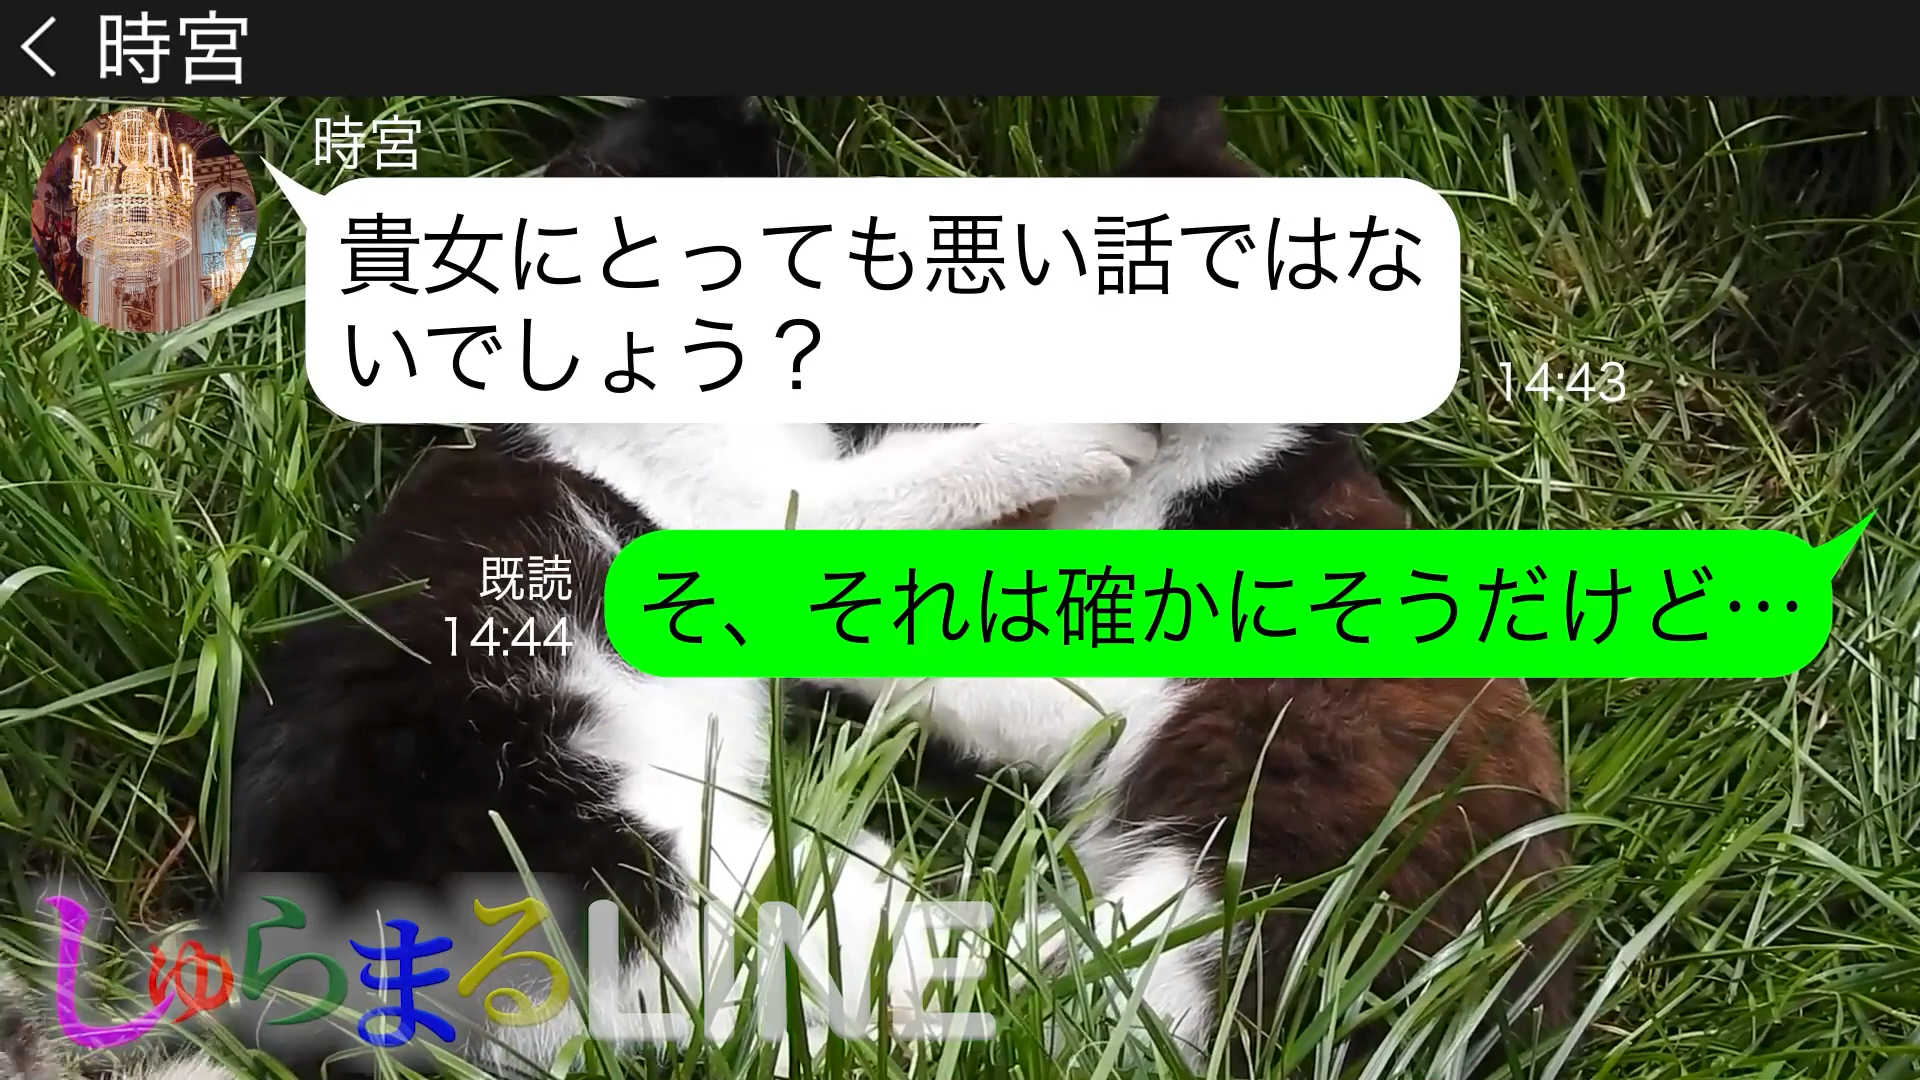 時宮
時宮
貴女にとっても悪い話ではな
いでしょう？
14:43
既読
14:44
そ、それは確かにそうだけど…
しゅらまるLINE